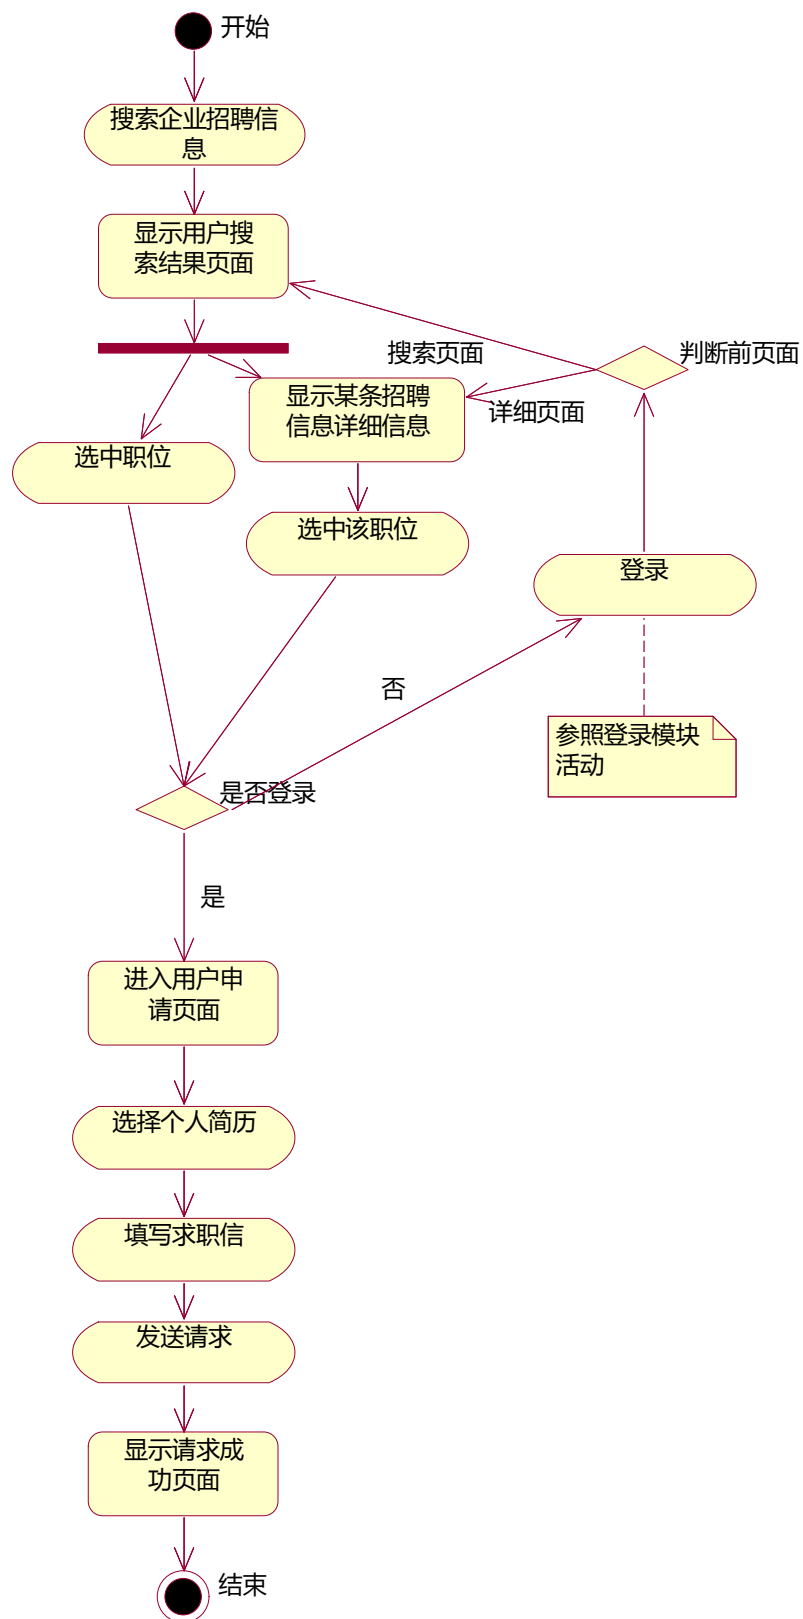 开始
搜索企业招聘信
息
显示用户搜
索结果页面
搜索页面
判断前页面
显示某条招聘
信息详细信息
详细页面
选中职位
选中该职位
登录
否
参照登录模块
活动
是否登录
是
进入用户申
请页面
选择个人简历
填写求职信
发送请求
显示请求成
功页面
结束